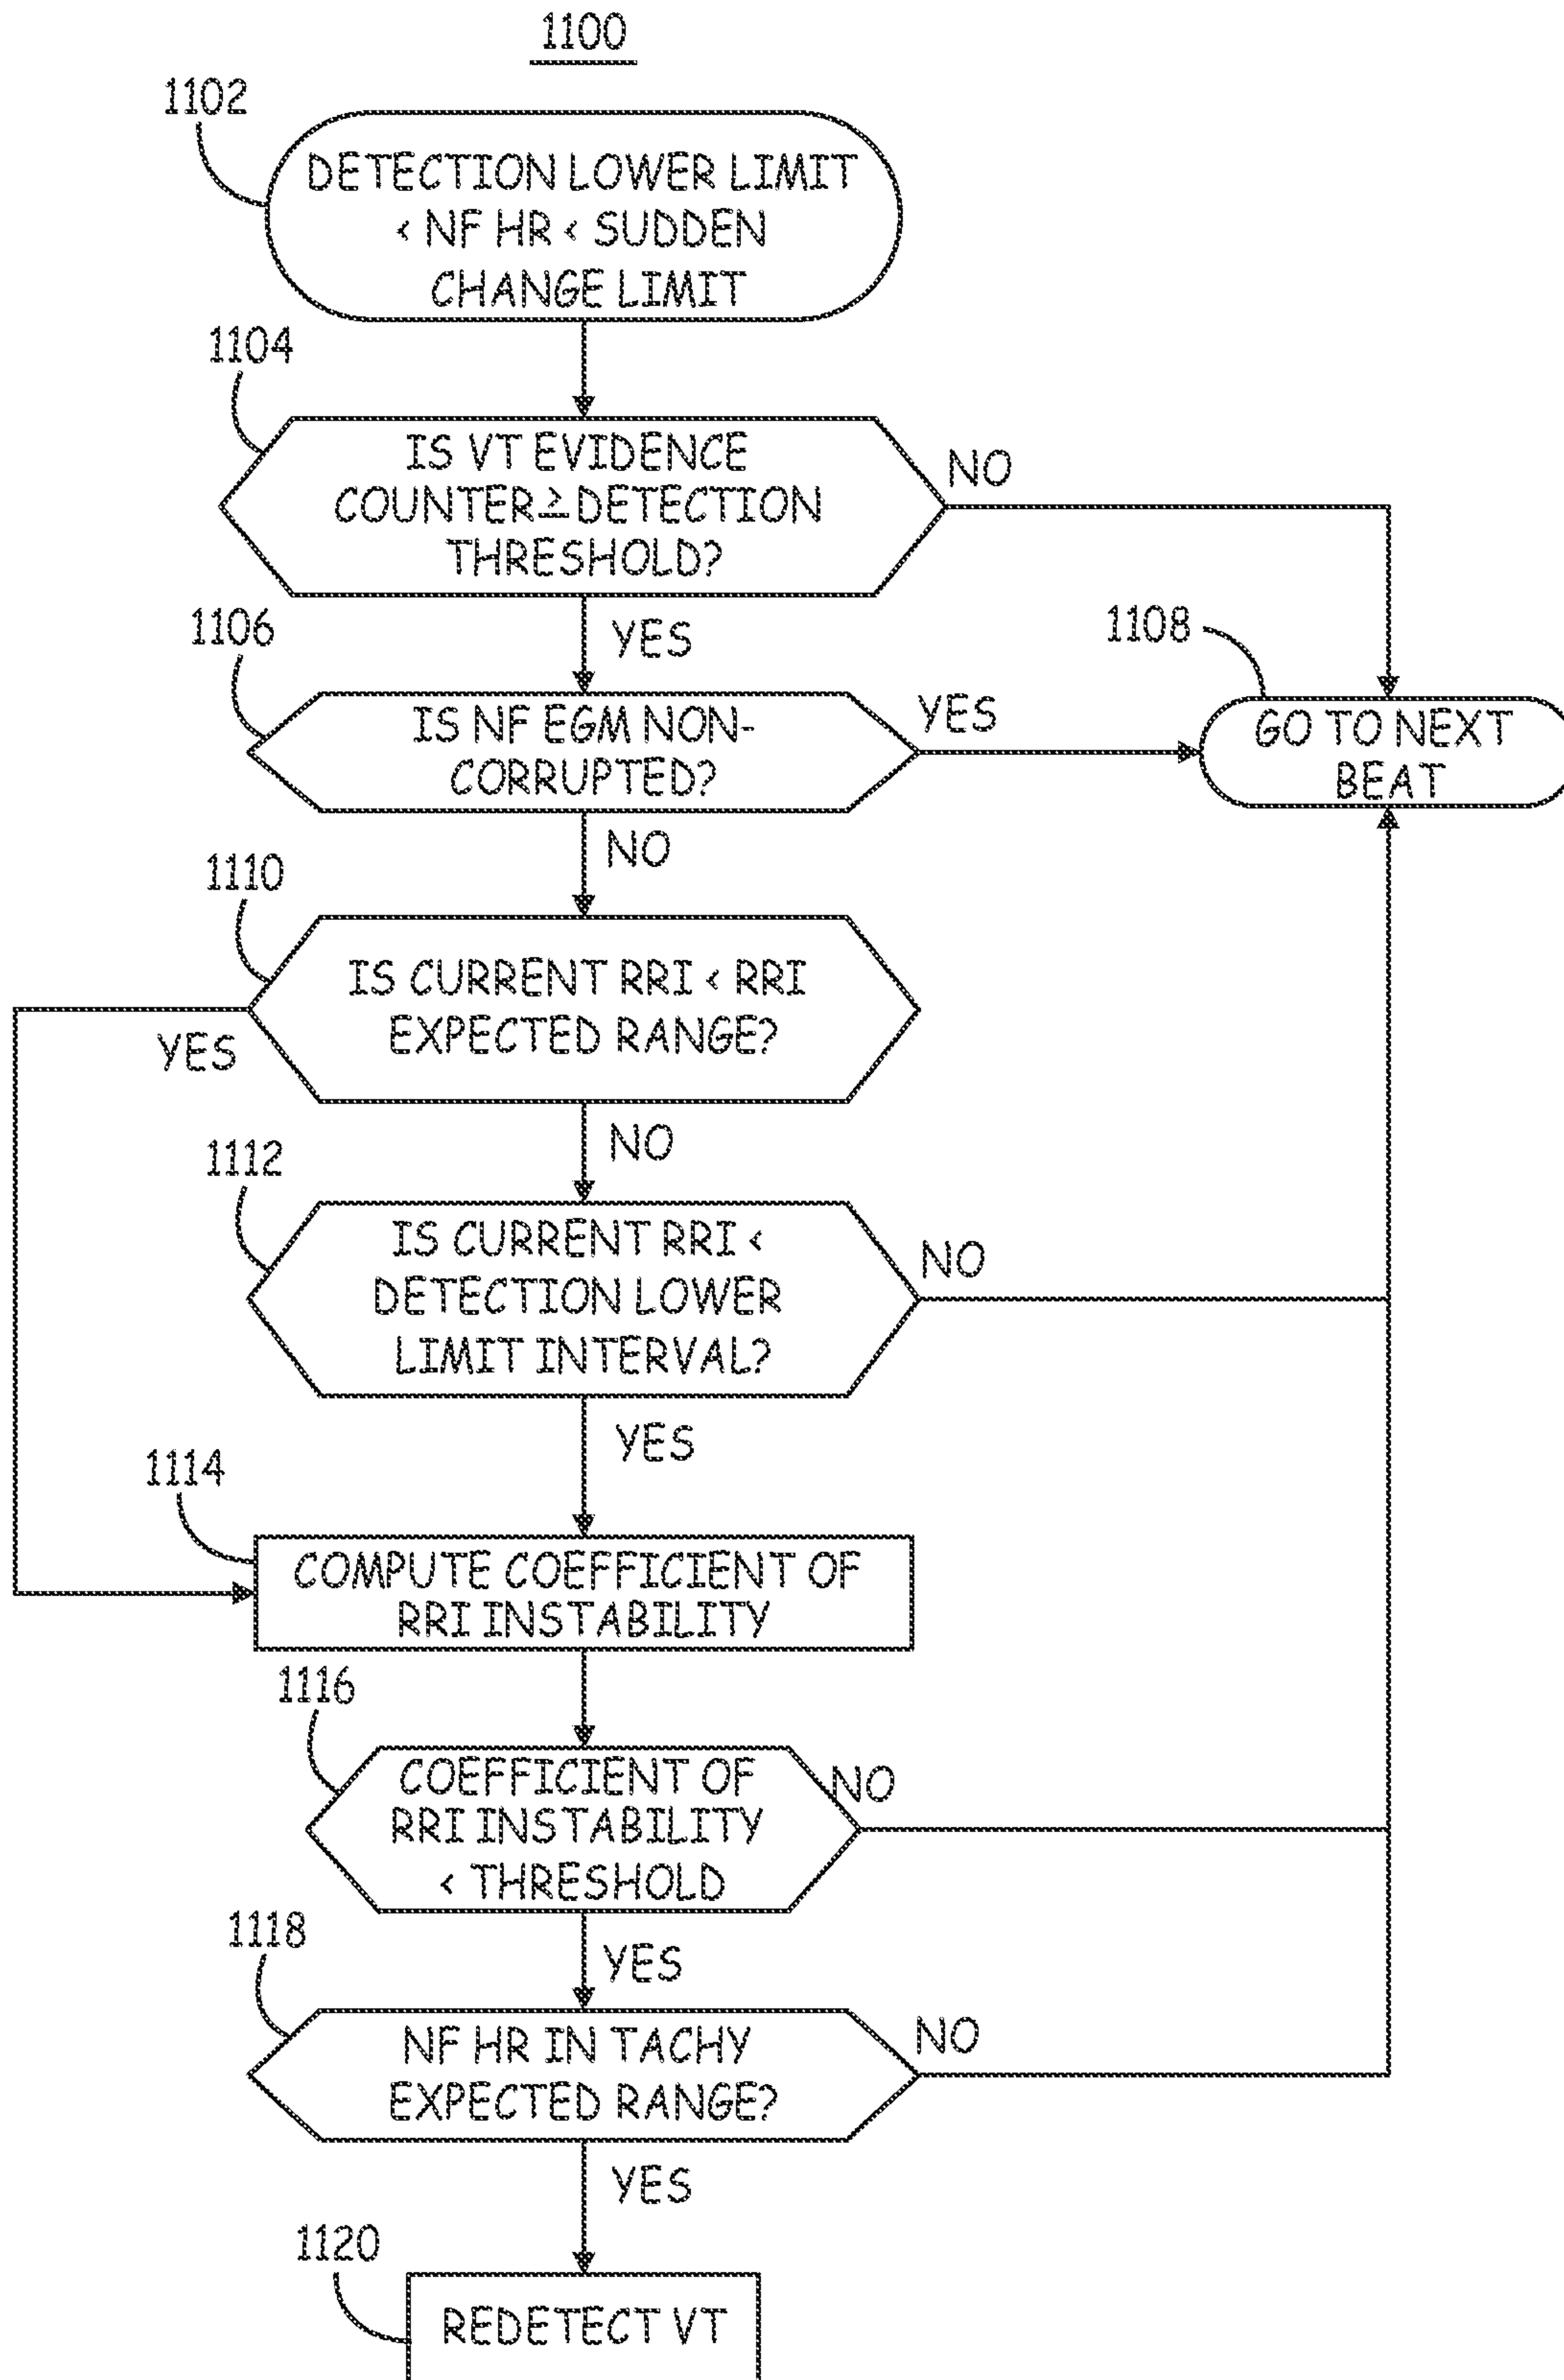 1100
1102
DETECTION LOWER LIMIT
< NF HR < SUDDEN
CHANGE LIMIT
1104
IS VT EVIDENCE
COUNTER ≥ DETECTION
THRESHOLD?
NO
YES
1106
IS NF EGM NON-
CORRUPTED?
YES
1108
GO TO NEXT
BEAT
NO
1110
IS CURRENT RRI < RRI
EXPECTED RANGE?
YES
NO
1112
IS CURRENT RRI <
DETECTION LOWER
LIMIT INTERVAL?
NO
YES
1114
COMPUTE COEFFICIENT OF
RRI INSTABILITY
1116
COEFFICIENT OF
RRI INSTABILITY
< THRESHOLD
NO
YES
1118
NF HR IN TACHY
EXPECTED RANGE?
NO
YES
1120
REDETECT VT